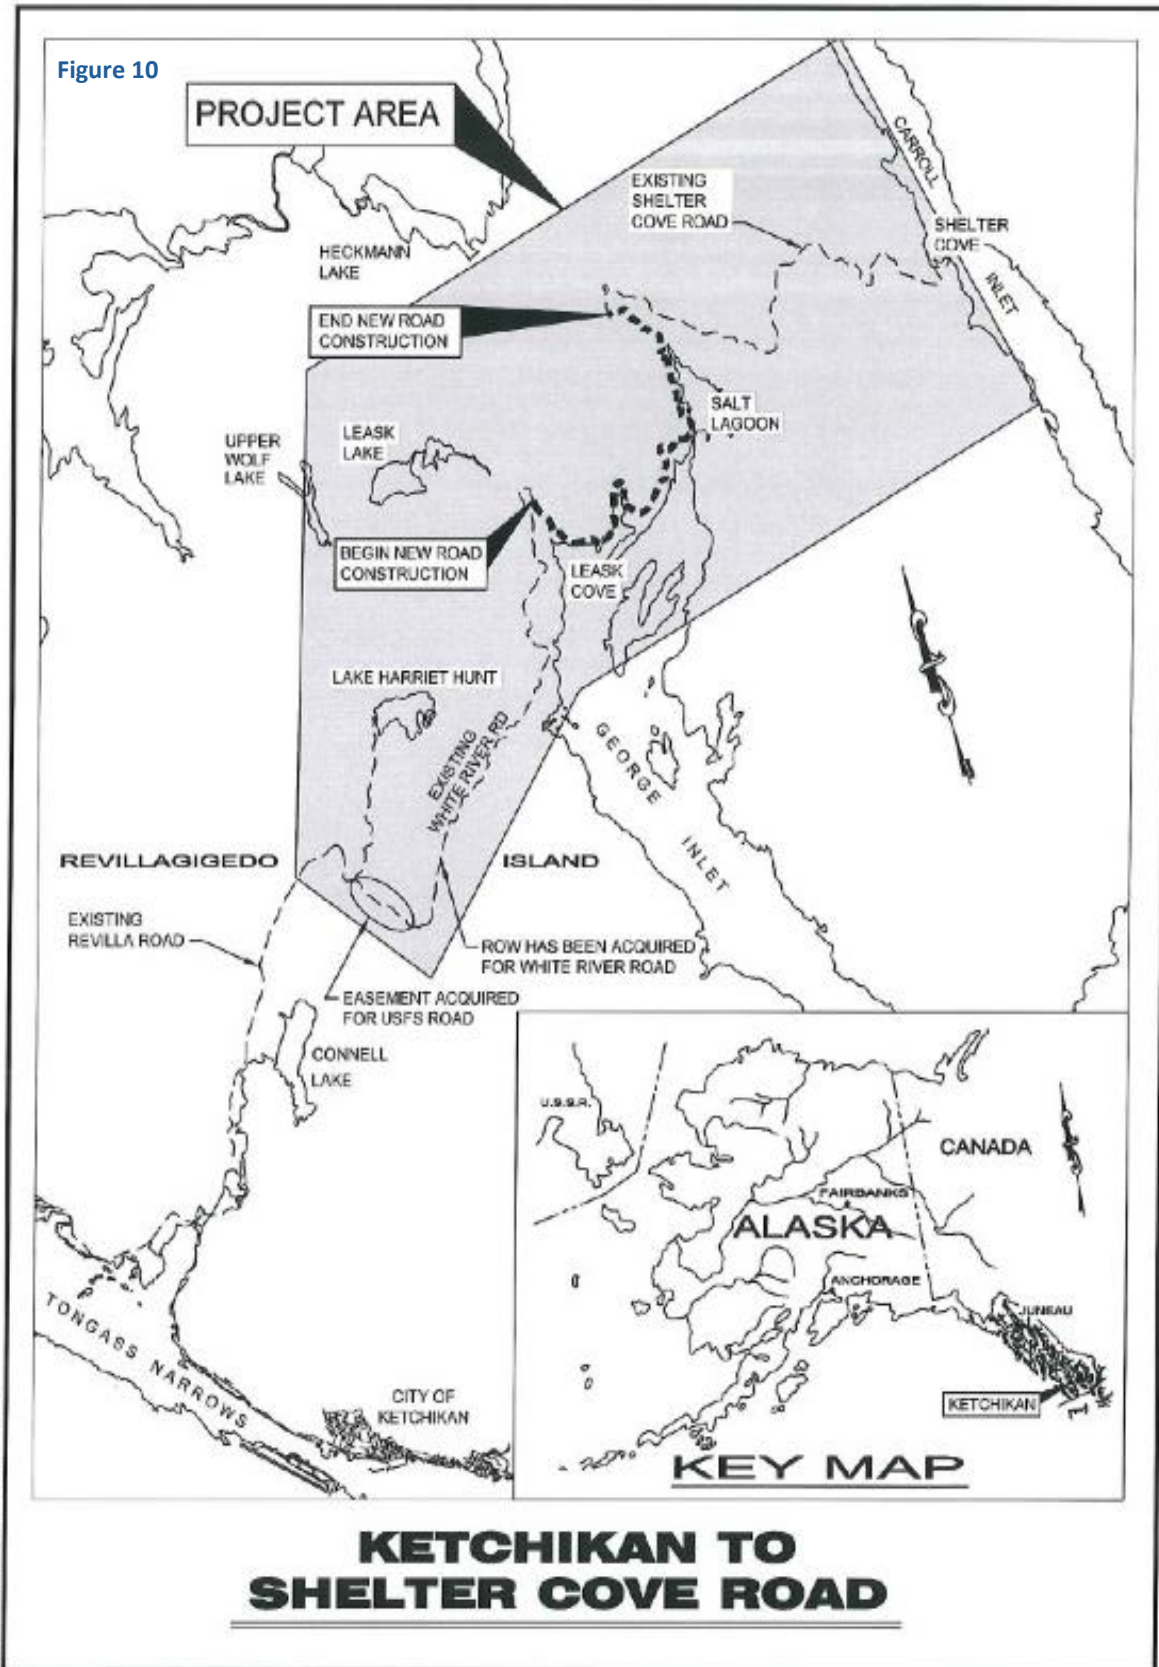 Figure 10
PROJECT AREA
CARROLL
INLET
EXISTING
SHELTER
COVE ROAD
SHELTER
COVE
HECKMANN
LAKE
END NEW ROAD
CONSTRUCTION
SALT
LAGOON
LEASK
LAKE
UPPER
WOLF
LAKE
BEGIN NEW ROAD
CONSTRUCTION
LEASK
COVE
LAKE HARRIET HUNT
EXISTING
WHITE RIVER RD
GEORGE
INLET
REVILLAGIGEDO
ISLAND
EXISTING
REVILLA ROAD
ROW HAS BEEN ACQUIRED
FOR WHITE RIVER ROAD
EASEMENT ACQUIRED
FOR USFS ROAD
CONNELL
LAKE
TONGASS NARROWS
CITY OF
KETCHIKAN
U.S.S.R.
CANADA
FAIRBANKS
ALASKA
ANCHORAGE
JUNEAU
KETCHIKAN
KEY MAP
KETCHIKAN TO
SHELTER COVE ROAD